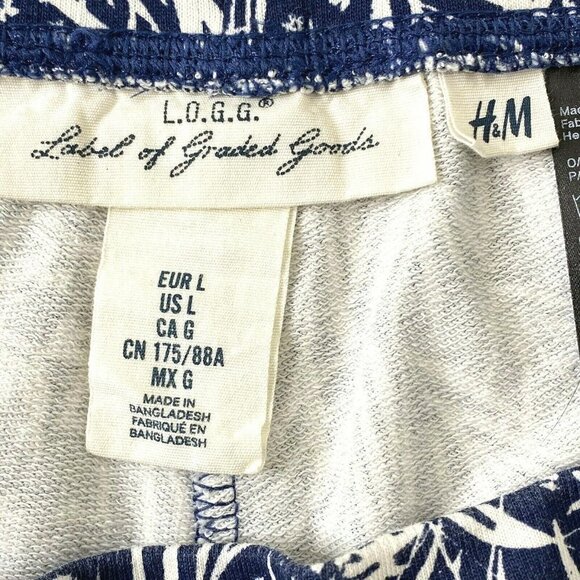 L.O.G.G.®
Label of Graded Goods
H&M
EUR L
US L
CA G
CN 175/88A
MX G
MADE IN
BANGLADESH
FABRIQUÉ EN
BANGLADESH